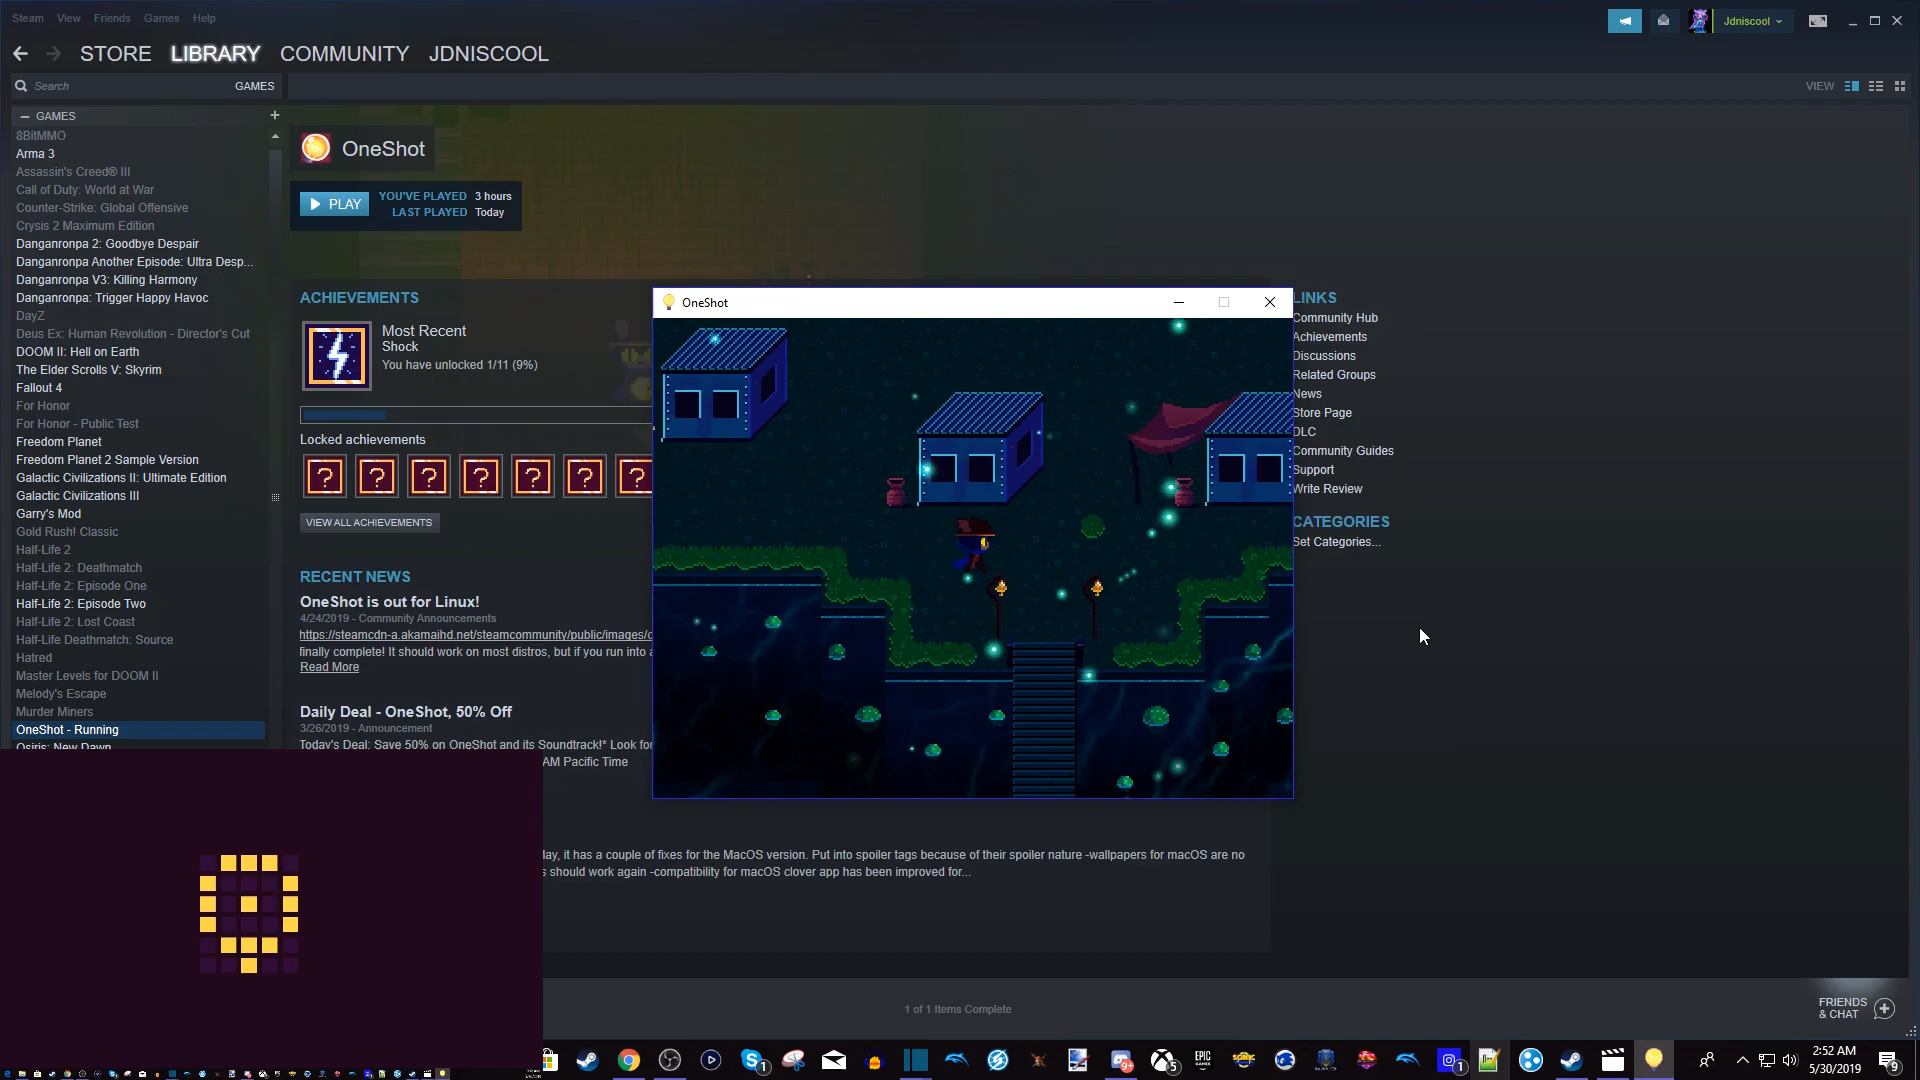 Steam View Friends Games Help
Jdniscool
STORE LIBRARY COMMUNITY JDNISCOOL
Search GAMES
VIEW
GAMES
8BitMMO
Arma 3
Assassin's Creed® III
Call of Duty: World at War
Counter-Strike: Global Offensive
Crysis 2 Maximum Edition
Danganronpa 2: Goodbye Despair
Danganronpa Another Episode: Ultra Desp...
Danganronpa V3: Killing Harmony
Danganronpa: Trigger Happy Havoc
DayZ
Deus Ex: Human Revolution - Director's Cut
DOOM II: Hell on Earth
The Elder Scrolls V: Skyrim
Fallout 4
For Honor
For Honor - Public Test
Freedom Planet
Freedom Planet 2 Sample Version
Galactic Civilizations II: Ultimate Edition
Galactic Civilizations III
Garry's Mod
Gold Rush! Classic
Half-Life 2
Half-Life 2: Deathmatch
Half-Life 2: Episode One
Half-Life 2: Episode Two
Half-Life 2: Lost Coast
Half-Life Deathmatch: Source
Hatred
Master Levels for DOOM II
Melody's Escape
Murder Miners
OneShot - Running
Osiris: New Dawn
OneShot
PLAY
YOU'VE PLAYED 3 hours
LAST PLAYED Today
ACHIEVEMENTS
Most Recent
Shock
You have unlocked 1/11 (9%)
Locked achievements
? ? ? ? ? ? ?
VIEW ALL ACHIEVEMENTS
RECENT NEWS
OneShot is out for Linux!
4/24/2019 - Community Announcements
https://steamcdn-a.akamaihd.net/steamcommunity/public/images/c
finally complete! It should work on most distros, but if you run into a
Read More
Daily Deal - OneShot, 50% Off
3/26/2019 - Announcement
Today's Deal: Save 50% on OneShot and its Soundtrack!* Look for
AM Pacific Time
lay, it has a couple of fixes for the MacOS version. Put into spoiler tags because of their spoiler nature -wallpapers for macOS are no
s should work again -compatibility for macOS clover app has been improved for...
OneShot
LINKS
Community Hub
Achievements
Discussions
Related Groups
News
Store Page
DLC
Community Guides
Support
Write Review
CATEGORIES
Set Categories...
1 of 1 Items Complete
FRIENDS
& CHAT
1
9+
5
EPIC
GAMES
1
2:52 AM
5/30/2019
9